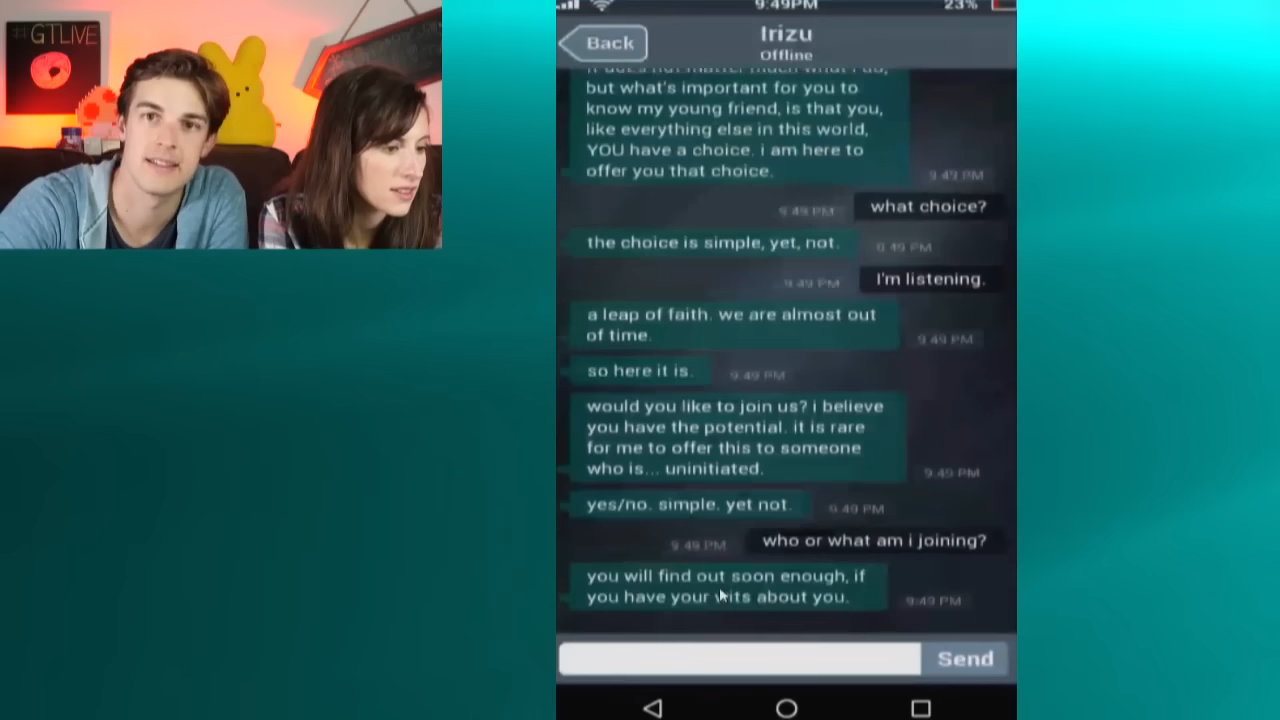 #GTLIVE
9:49PM
23%
Back
Irizu
Offline
it does not matter much what i do,
but what's important for you to
know my young friend, is that you,
like everything else in this world,
YOU have a choice. i am here to
offer you that choice.
9:49 PM
what choice?
9:49 PM
the choice is simple, yet, not.
9:49 PM
I'm listening.
9:49 PM
a leap of faith. we are almost out
of time.
9:49 PM
so here it is.
9:49 PM
would you like to join us? i believe
you have the potential. it is rare
for me to offer this to someone
who is... uninitiated.
9:49 PM
yes/no. simple. yet not.
9:49 PM
who or what am i joining?
9:49 PM
you will find out soon enough, if
you have your wits about you.
9:49 PM
Send